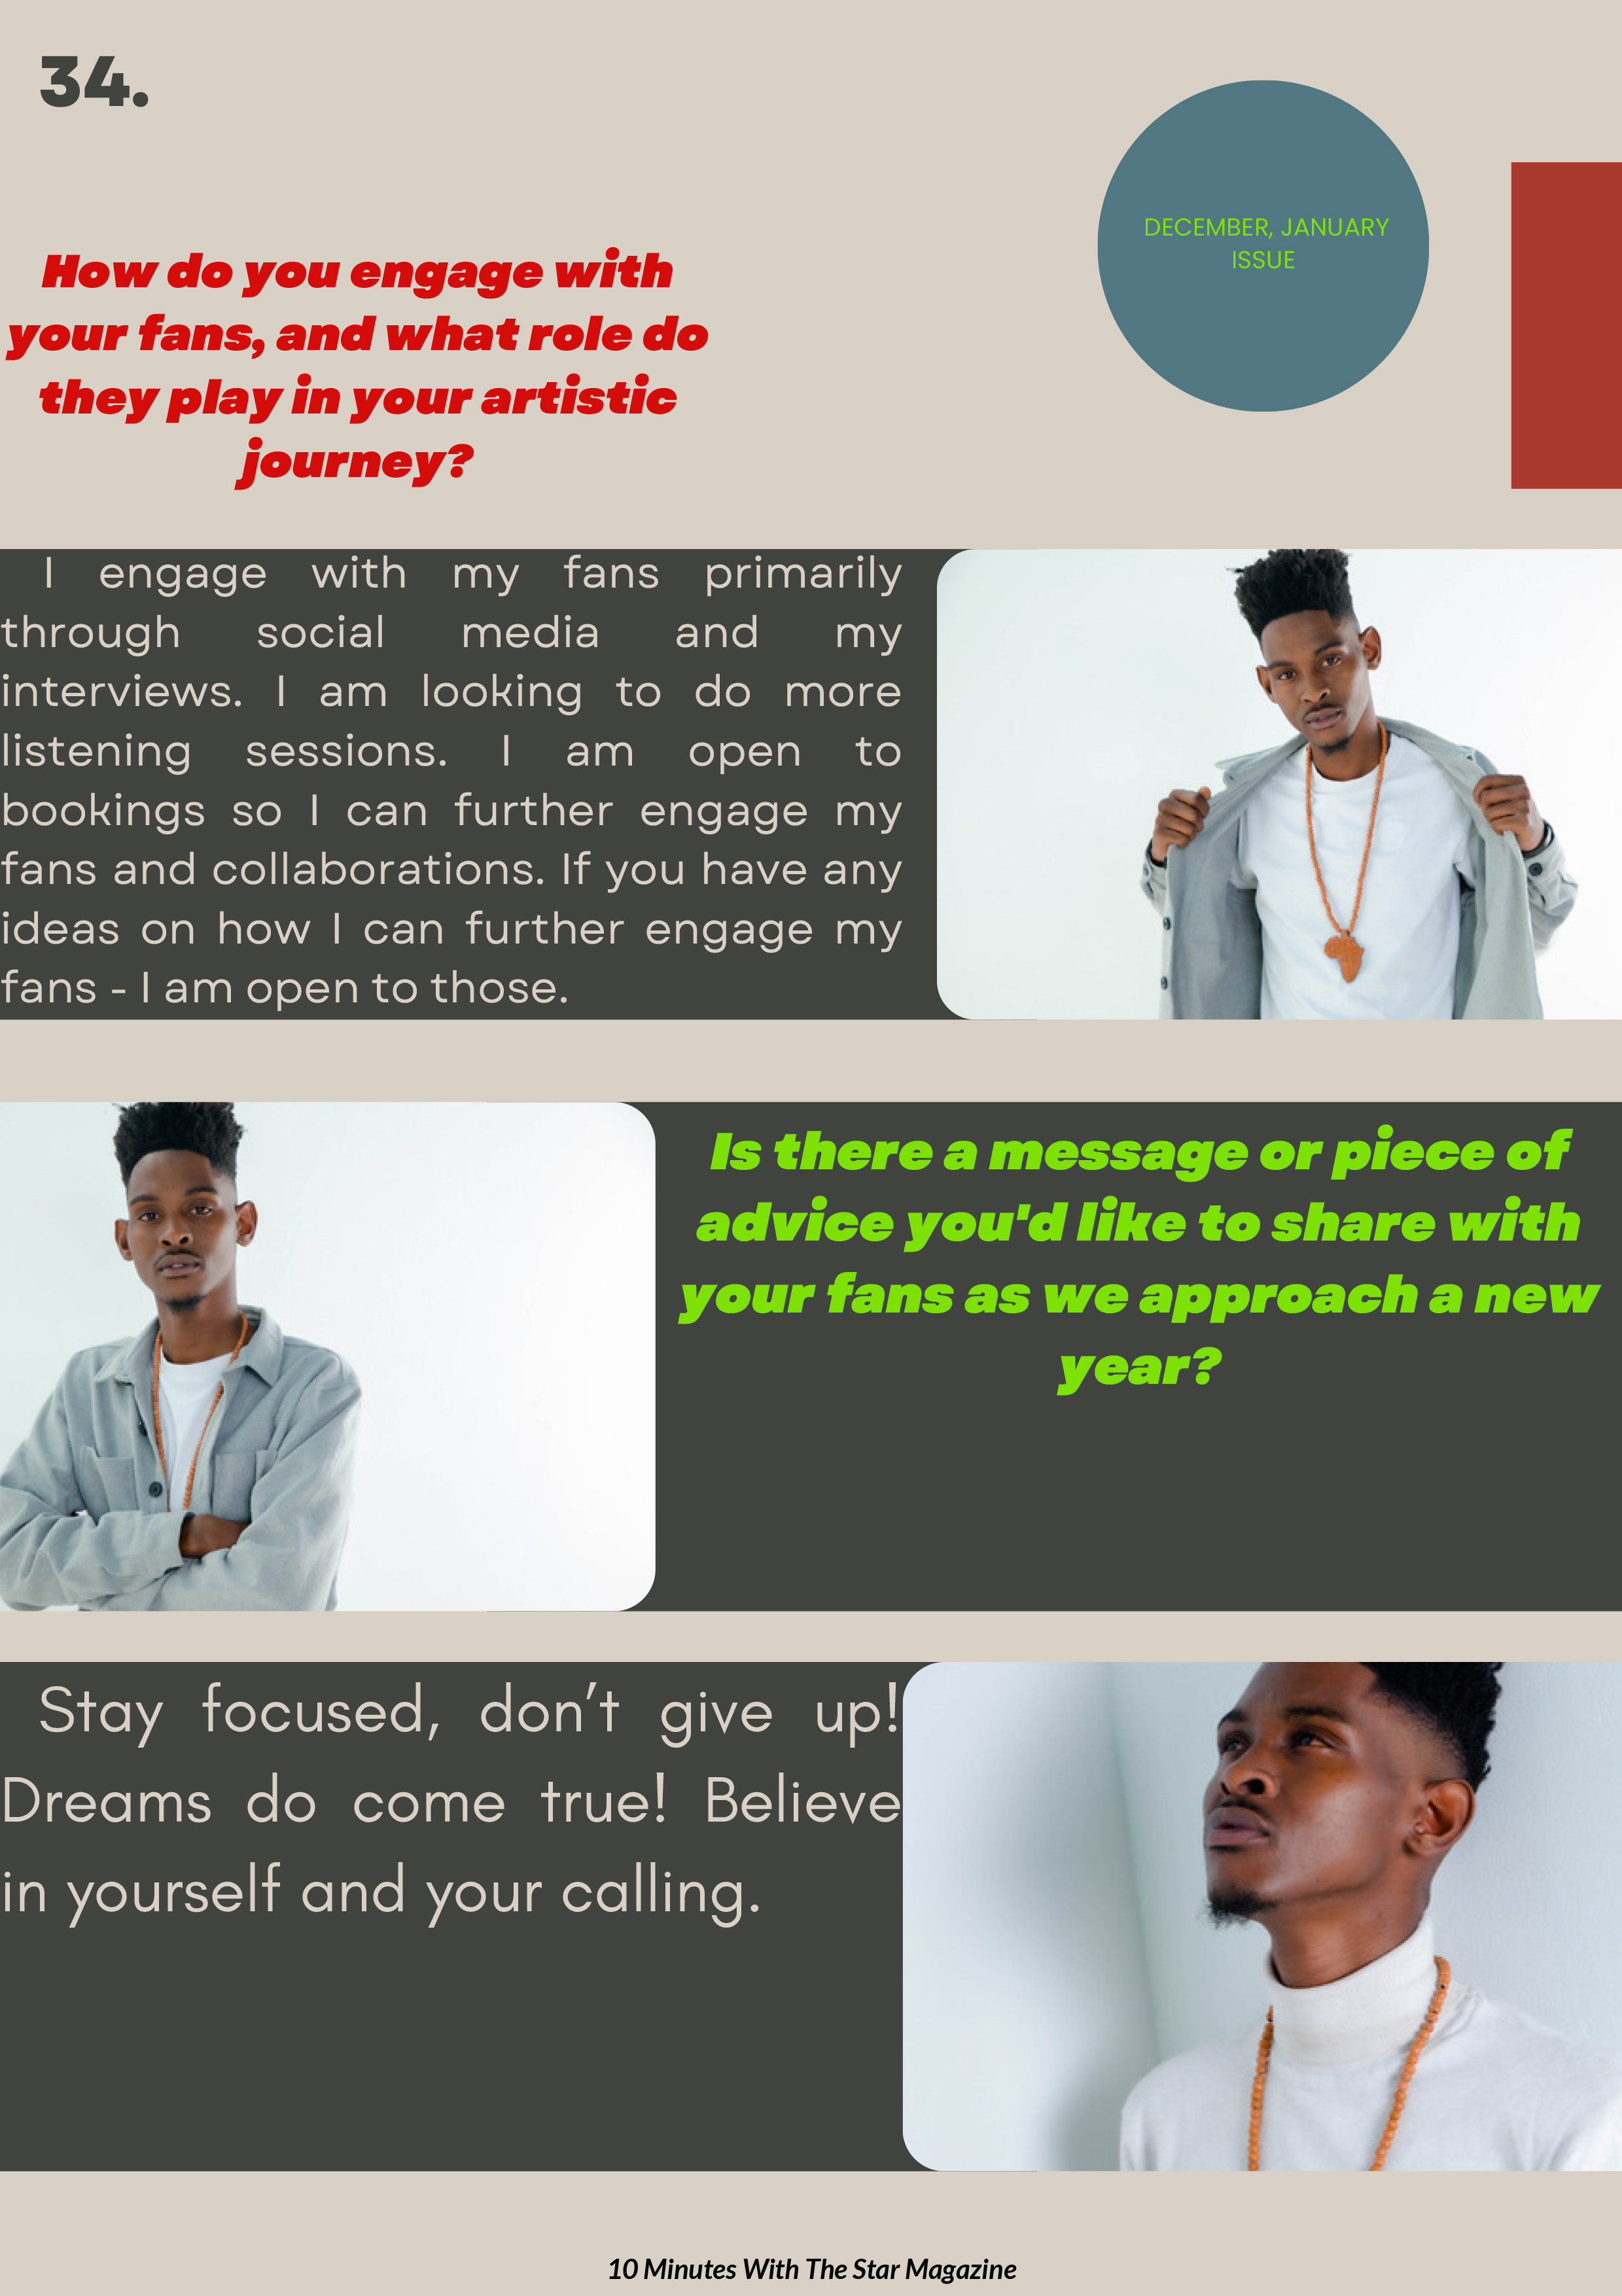 34.
DECEMBER, JANUARY
ISSUE
How do you engage with
your fans, and what role do
they play in your artistic
journey?
I engage with my fans primarily
through social media and my
interviews. I am looking to do more
listening sessions. I am open to
bookings so I can further engage my
fans and collaborations. If you have any
ideas on how I can further engage my
fans - I am open to those.
Is there a message or piece of
advice you'd like to share with
your fans as we approach a new
year?
Stay focused, don’t give up!
Dreams do come true! Believe
in yourself and your calling.
10 Minutes With The Star Magazine